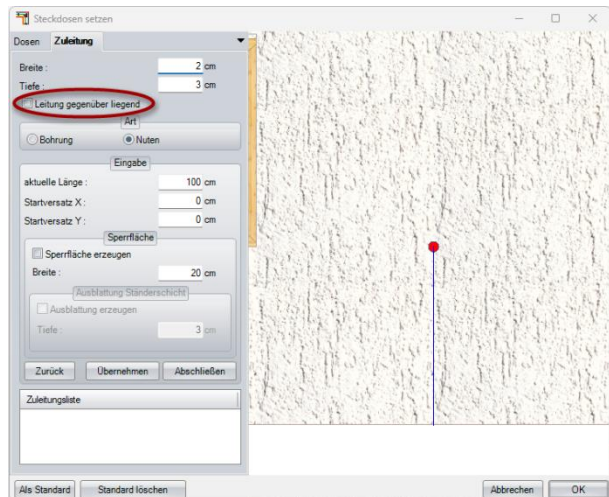 Steckdosen setzen
Dosen Zuleitung
Breite : 2 cm
Tiefe : 3 cm
Leitung gegenüber liegend
Art
Bohrung Nuten
Eingabe
aktuelle Länge : 100 cm
Startversatz X : 0 cm
Startversatz Y : 0 cm
Sperrfläche
Sperrfläche erzeugen
Breite : 20 cm
Ausblattung Ständerschicht
Ausblattung erzeugen
Tiefe : 3 cm
Zurück Übernehmen Abschließen
Zuleitungsliste
Als Standard Standard löschen Abbrechen OK